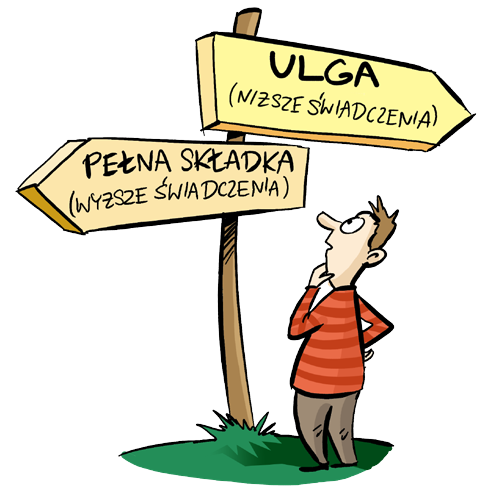 ULGA
(NIŻSZE ŚWIADCZENIA)
PEŁNA SKŁADKA
(WYŻSZE ŚWIADCZENIA)